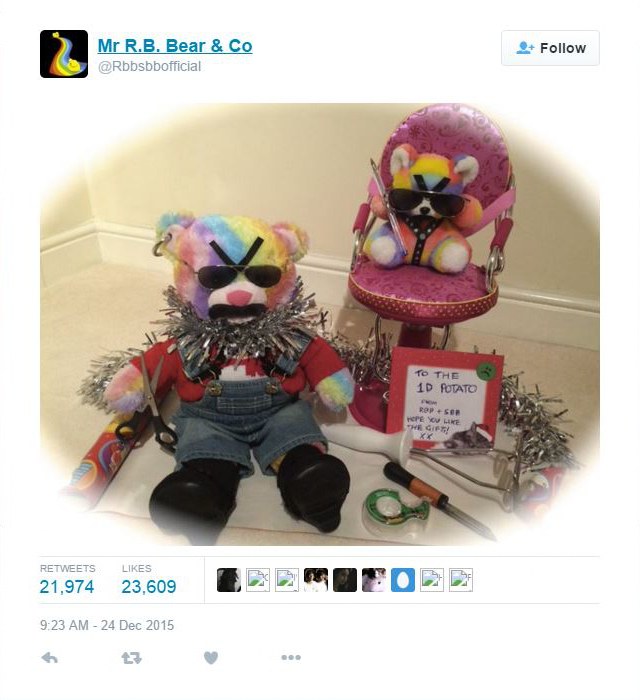 Mr R.B. Bear & Co
@Rbbsbbofficial
Follow
TO THE
1D POTATO
FROM
RBB + SBB
HOPE YOU LIKE
THE GIFT!
XX
RETWEETS
LIKES
21,974
23,609
9:23 AM - 24 Dec 2015